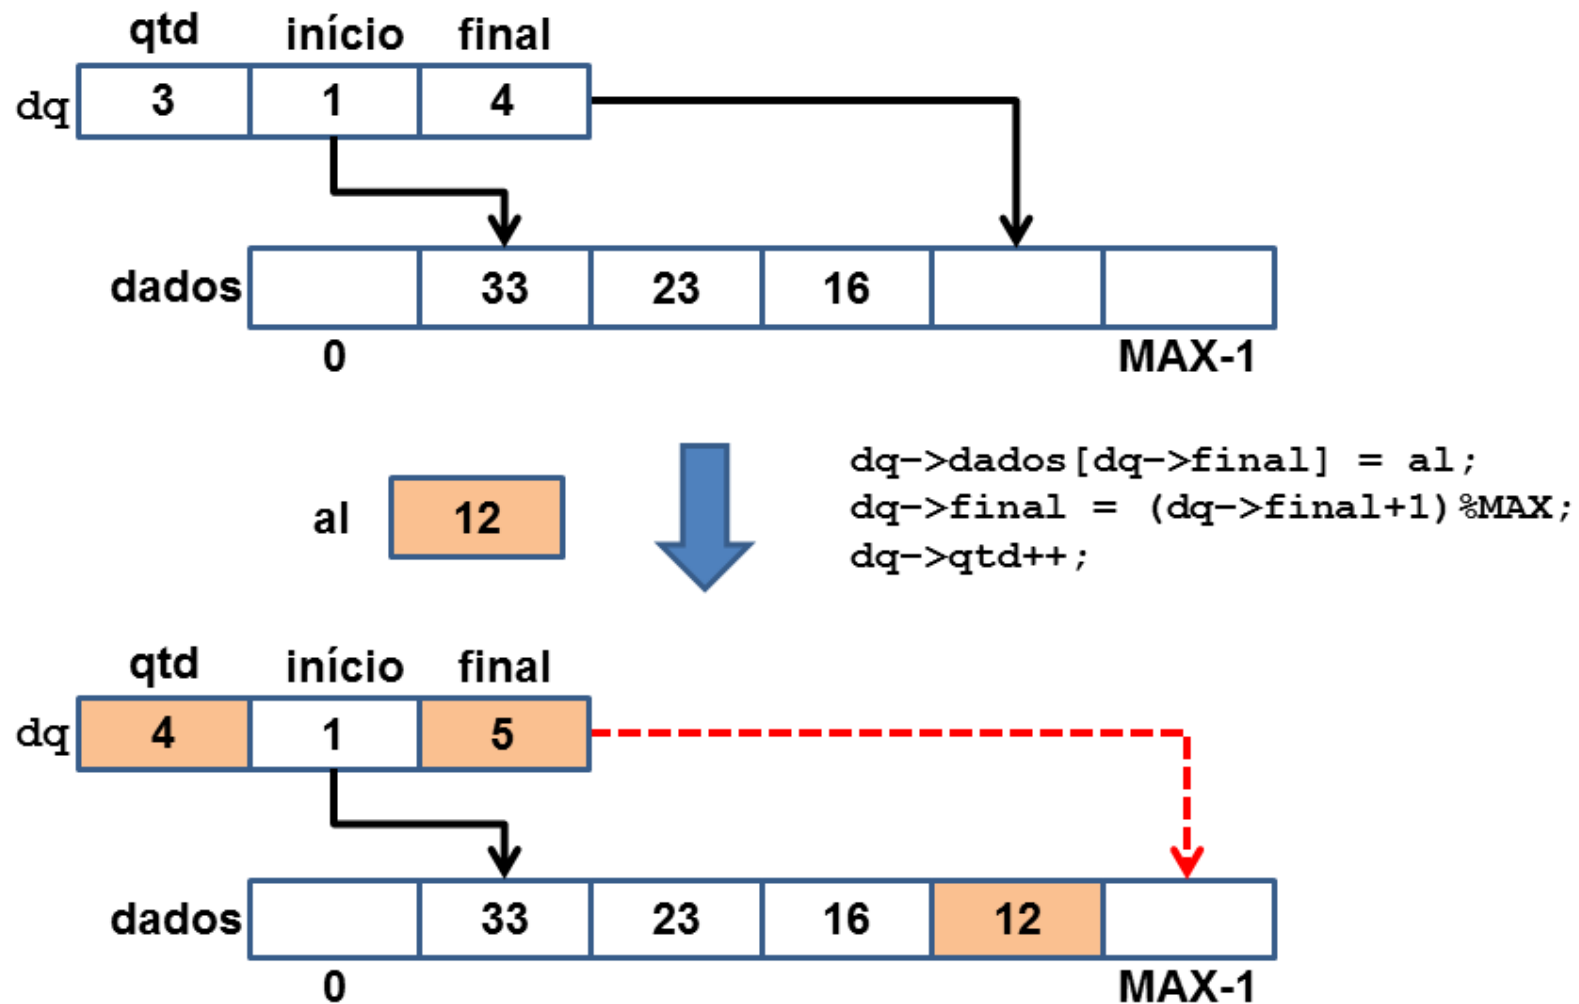 qtd início final
dq 3 1 4
dados 33 23 16
0 MAX-1
dq->dados[dq->final] = al;
al 12 dq->final = (dq->final+1)%MAX;
dq->qtd++;
qtd início final
dq 4 1 5
dados 33 23 16 12
0 MAX-1